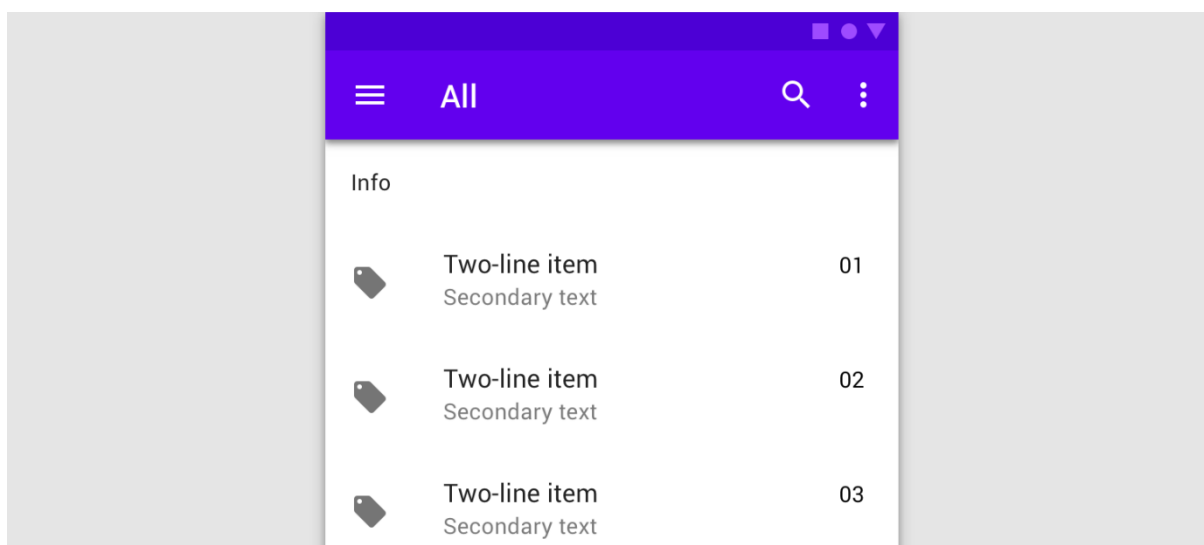 All
Info
Two-line item 01
Secondary text
Two-line item 02
Secondary text
Two-line item 03
Secondary text